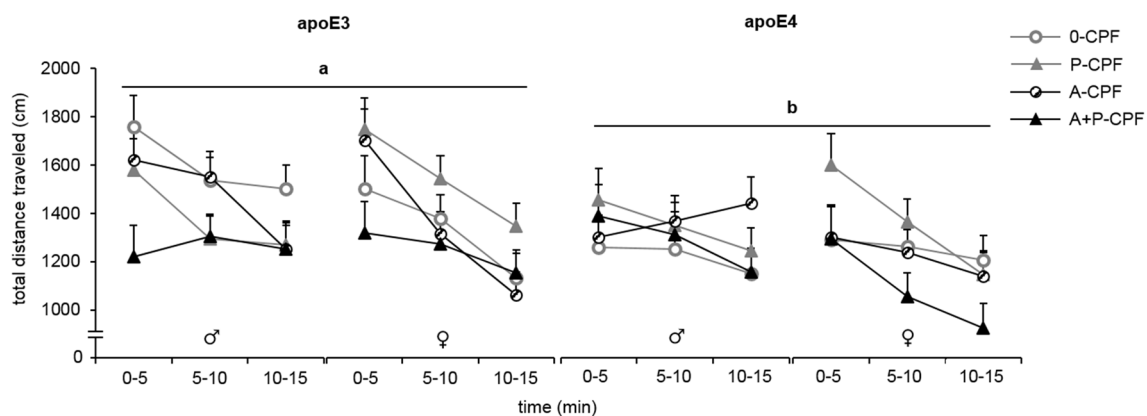 apoE3 apoE4
0-CPF
P-CPF
A-CPF
A+P-CPF
a
b
total distance traveled (cm)
2000
1800
1600
1400
1200
1000
0
♂ ♀ ♂ ♀
0-5 5-10 10-15 0-5 5-10 10-15 0-5 5-10 10-15 0-5 5-10 10-15
time (min)